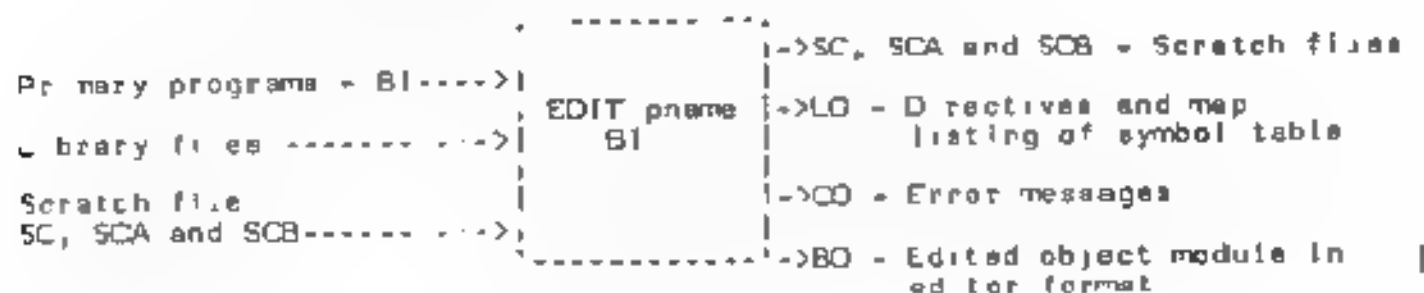 ->SC, SCA and SCB - Scratch files
Primary programs - BI---->
EDIT pname
->LO - Directives and map
BI
listing of symbol table
Library files ------- --->
->CO - Error messages
Scratch file
SC, SCA and SCB------ --->
->BO - Edited object module in
editor format